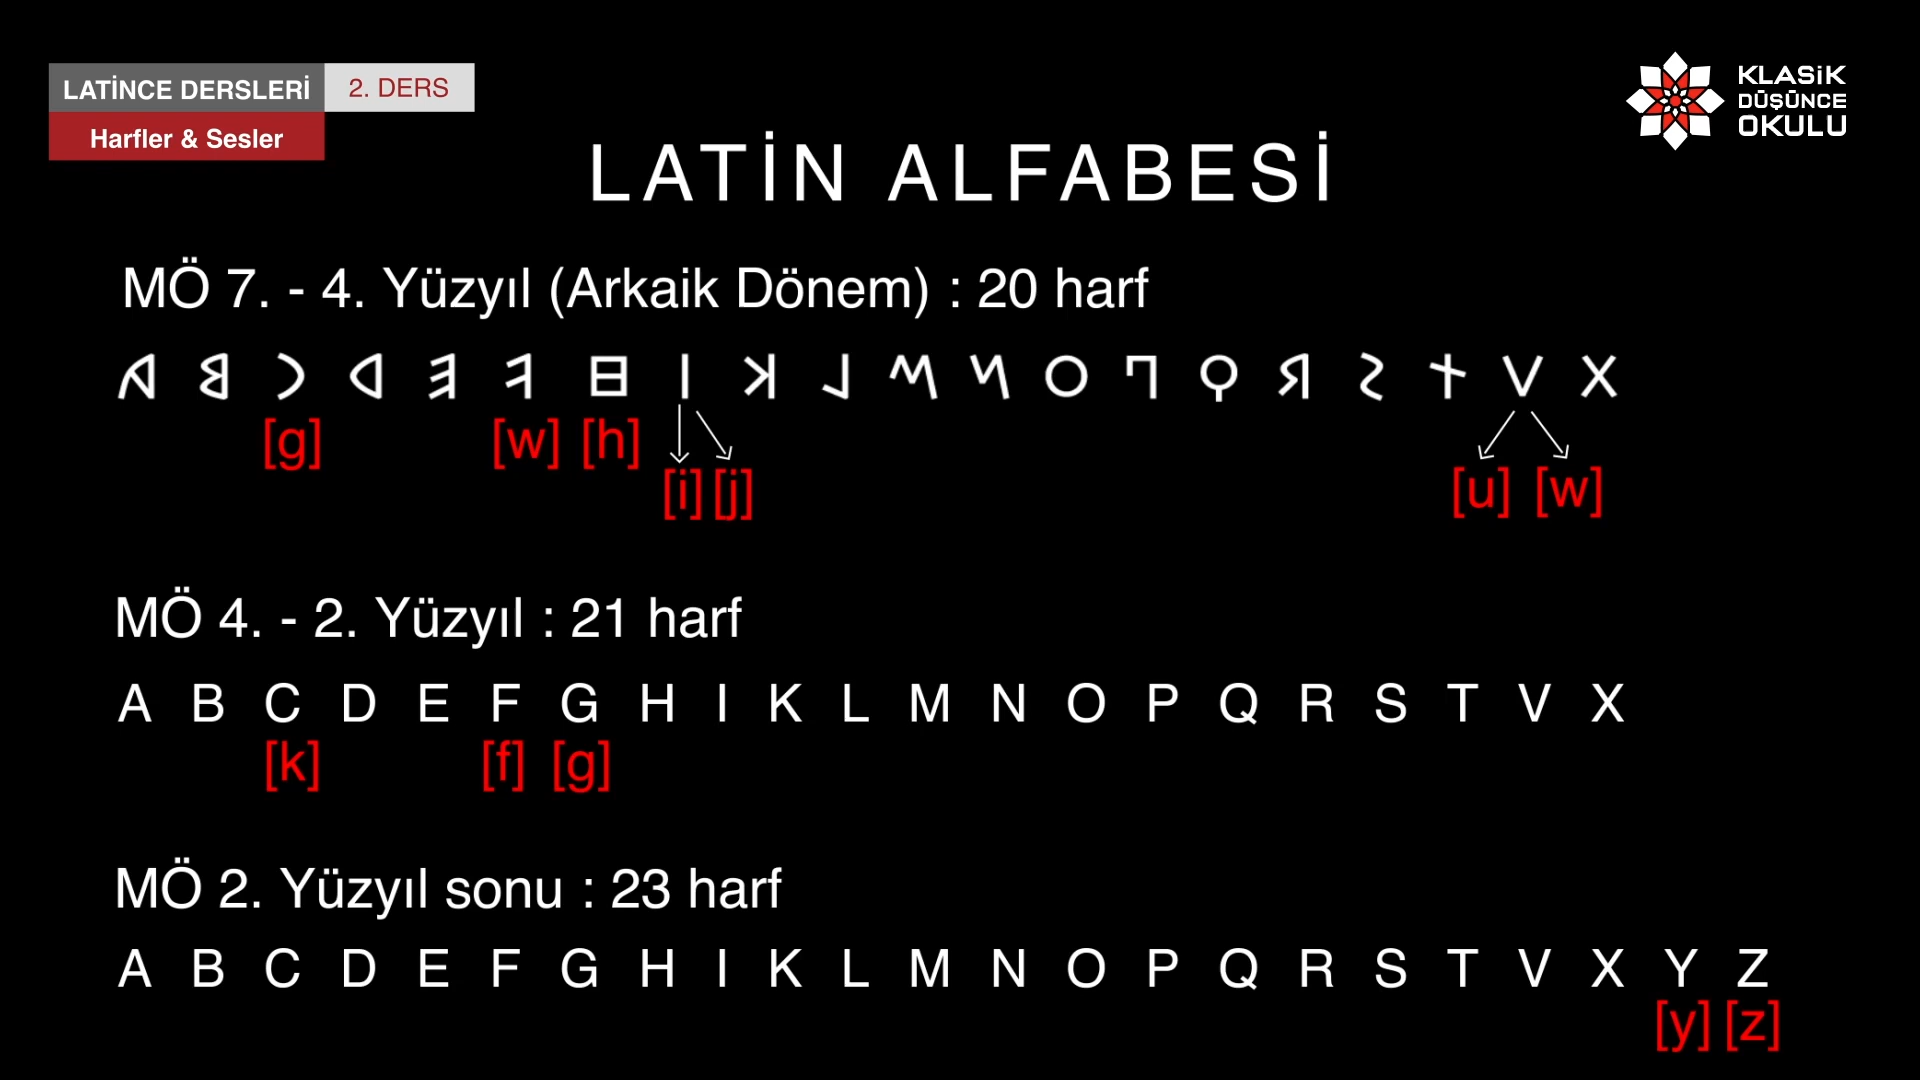 LATİNCE DERSLERİ 2. DERS
Harfler & Sesler
KLASiK
DÜŞÜNCE
OKULU
LATİN ALFABESİ
MÖ 7. - 4. Yüzyıl (Arkaik Dönem) : 20 harf
𐌀 𐌁 𐌂 𐌃 𐌄 𐌅 𐌇 𐌉 𐌊 𐌋 𐌌 𐌍 𐌏 𐌐 𐌒 𐌓 𐌔 𐌕 𐌖 𐌗
[g] [w] [h]
[i] [j] [u] [w]
MÖ 4. - 2. Yüzyıl : 21 harf
A B C D E F G H I K L M N O P Q R S T V X
[k] [f] [g]
MÖ 2. Yüzyıl sonu : 23 harf
A B C D E F G H I K L M N O P Q R S T V X Y Z
[y] [z]